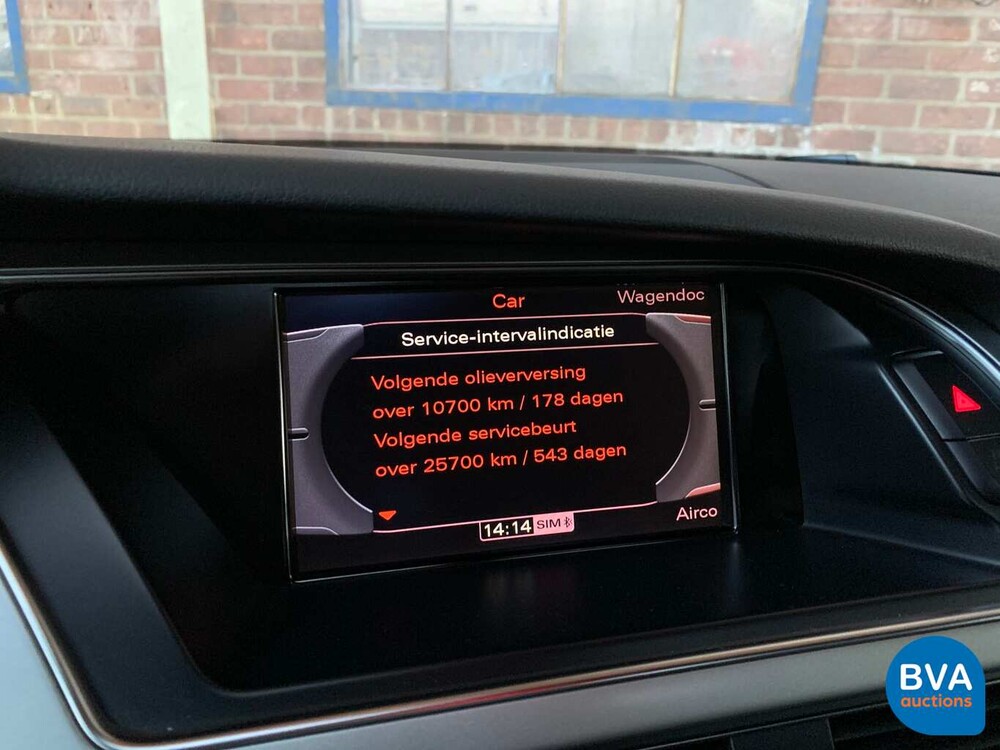 Car
Wagendoc
Service-intervalindicatie
Volgende olieverversing
over 10700 km / 178 dagen
Volgende servicebeurt
over 25700 km / 543 dagen
14:14 SIM
Airco
BVA
auctions